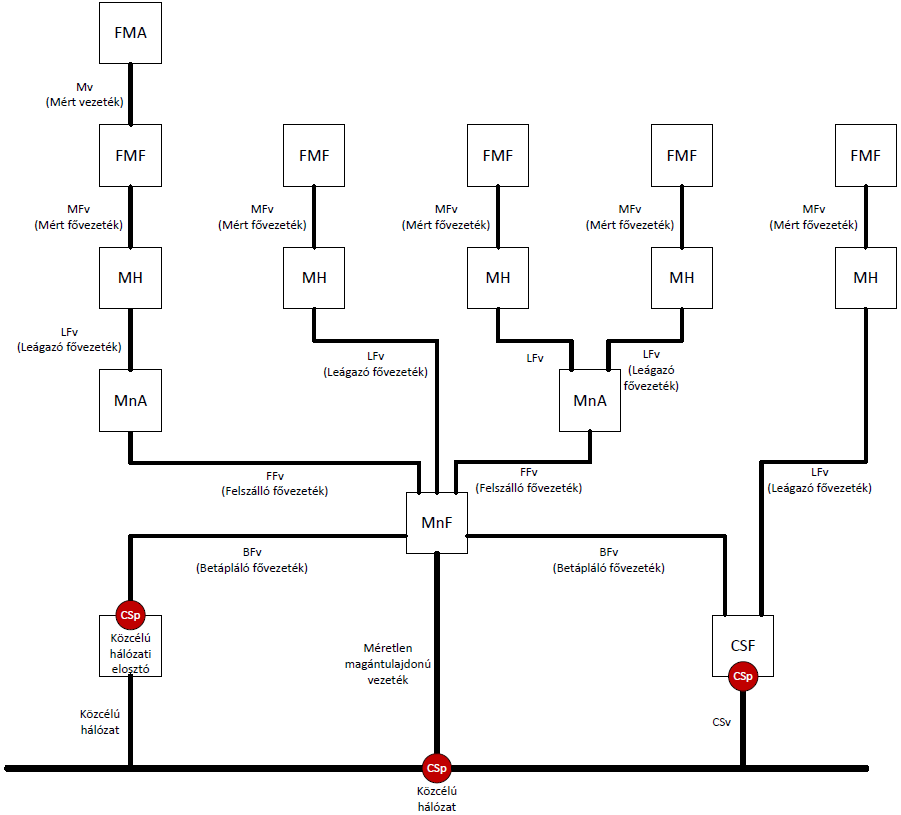 FMA
Mv
(Mért vezeték)
FMF
FMF
FMF
FMF
FMF
MFv
(Mért fővezeték)
MFv
(Mért fővezeték)
MFv
(Mért fővezeték)
MFv
(Mért fővezeték)
MFv
(Mért fővezeték)
MH
MH
MH
MH
MH
LFv
(Leágazó fővezeték)
LFv
(Leágazó fővezeték)
LFv
LFv
(Leágazó
fővezeték)
MnA
MnA
FFv
(Felszálló fővezeték)
FFv
(Felszálló fővezeték)
LFv
(Leágazó fővezeték)
MnF
BFv
(Betápláló fővezeték)
BFv
(Betápláló fővezeték)
CSp
Közcélú
hálózati
elosztó
Méretlen
magántulajdonú
vezeték
CSF
CSp
Közcélú
hálózat
CSv
CSp
Közcélú
hálózat